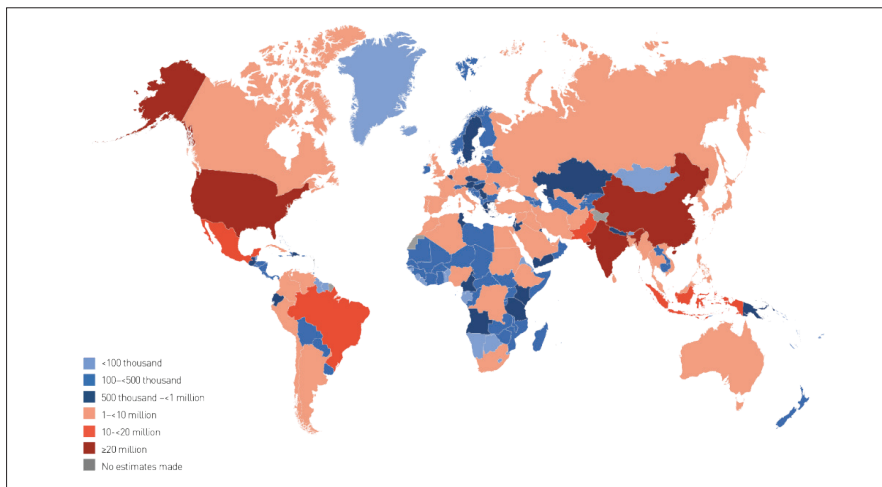 <100 thousand
100–<500 thousand
500 thousand –<1 million
1–<10 million
10-<20 million
≥20 million
No estimates made